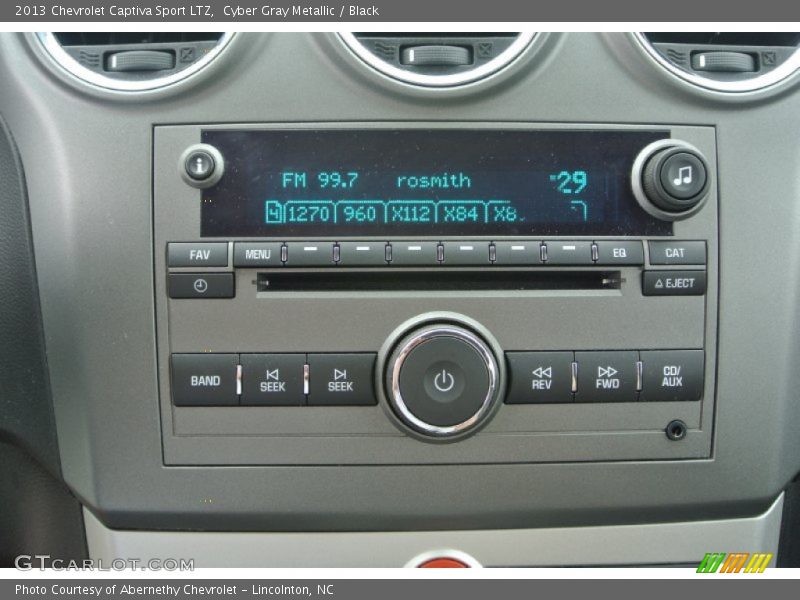 2013 Chevrolet Captiva Sport LTZ, Cyber Gray Metallic / Black
FM 99.7 rosmith 29
4 1270 960 X112 X84 X8
FAV MENU EQ CAT
EJECT
BAND SEEK SEEK REV FWD CD/
AUX
GTCARLOT.COM
Photo Courtesy of Abernethy Chevrolet – Lincolnton, NC